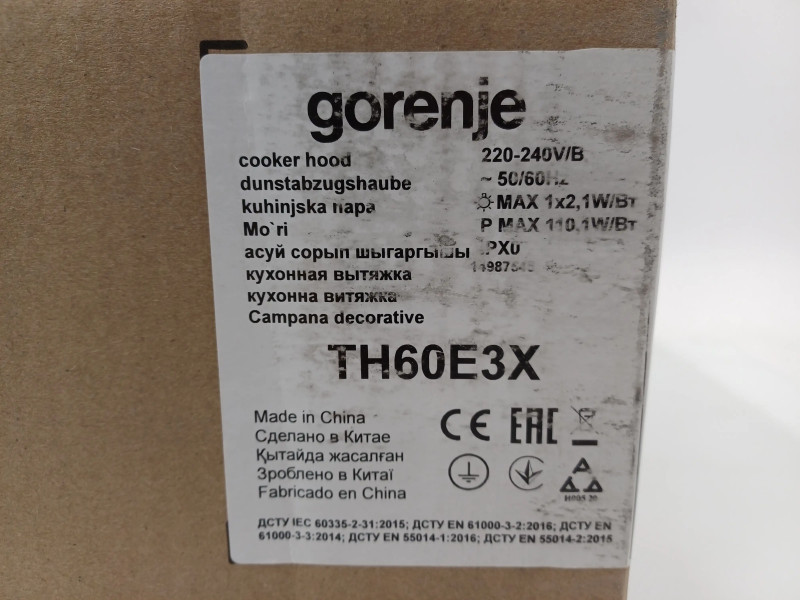 gorenje
cooker hood
dunstabzugshaube
kuhinjska napa
Mo`ri
асуй сорып шыгаргышы
кухонная вытяжка
кухонна витяжка
Campana decorative
220-240V/B
~ 50/60Hz
MAX 1x2,1W/Вт
P MAX 110,1W/Вт
IPX0
TH60E3X
Made in China
Сделано в Китае
Қытайда жасалған
Зроблено в Китаї
Fabricado en China
CE EAC
ДСТУ IEC 60335-2-31:2015; ДСТУ EN 61000-3-2:2016; ДСТУ EN
61000-3-3:2014; ДСТУ EN 55014-1:2016; ДСТУ EN 55014-2:2015